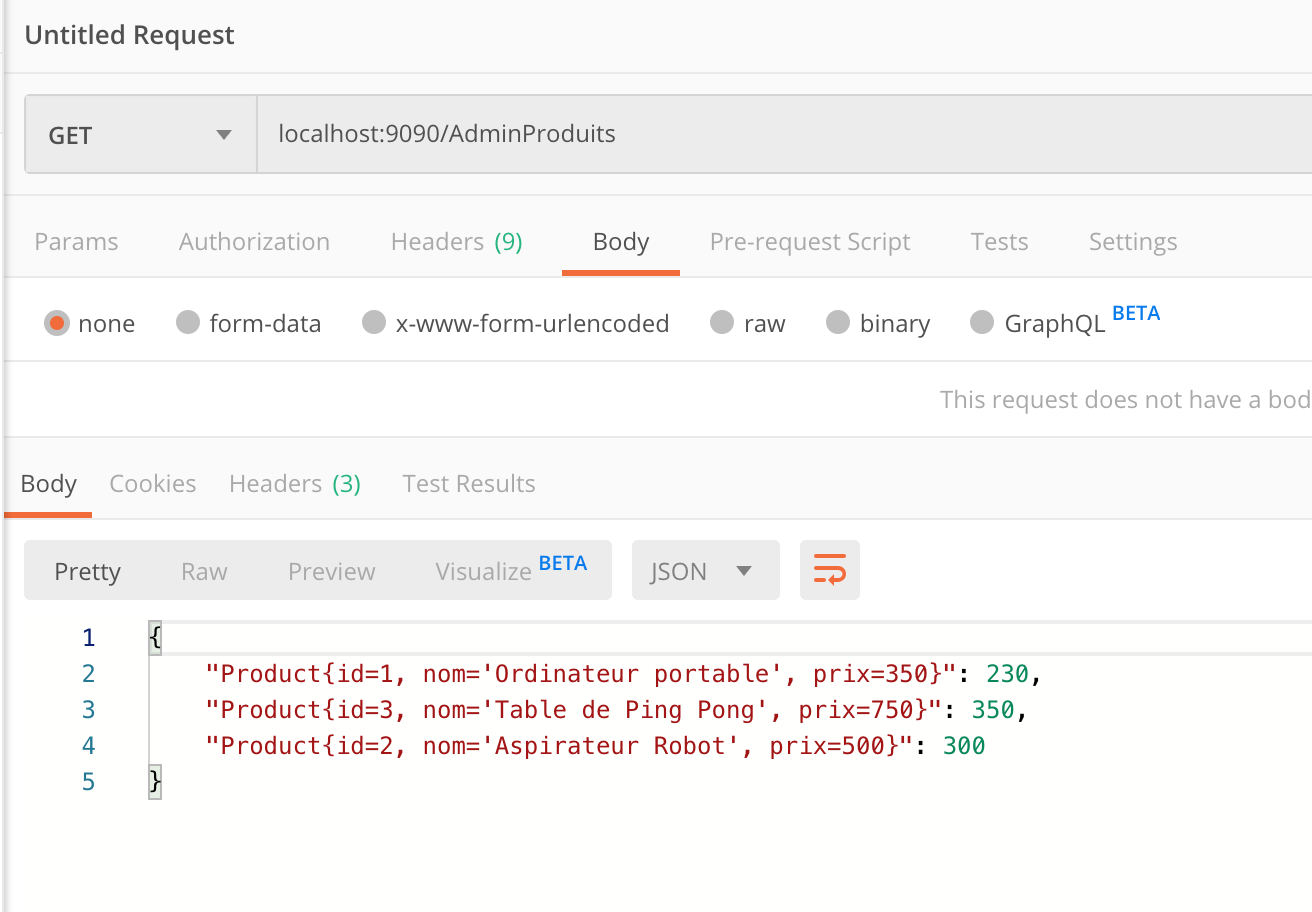 Untitled Request
GET localhost:9090/AdminProduits
Params Authorization Headers (9) Body Pre-request Script Tests Settings
none form-data x-www-form-urlencoded raw binary GraphQL BETA
This request does not have a bod
Body Cookies Headers (3) Test Results
Pretty Raw Preview Visualize BETA JSON
1 {
2 "Product{id=1, nom='Ordinateur portable', prix=350}": 230,
3 "Product{id=3, nom='Table de Ping Pong', prix=750}": 350,
4 "Product{id=2, nom='Aspirateur Robot', prix=500}": 300
5 }